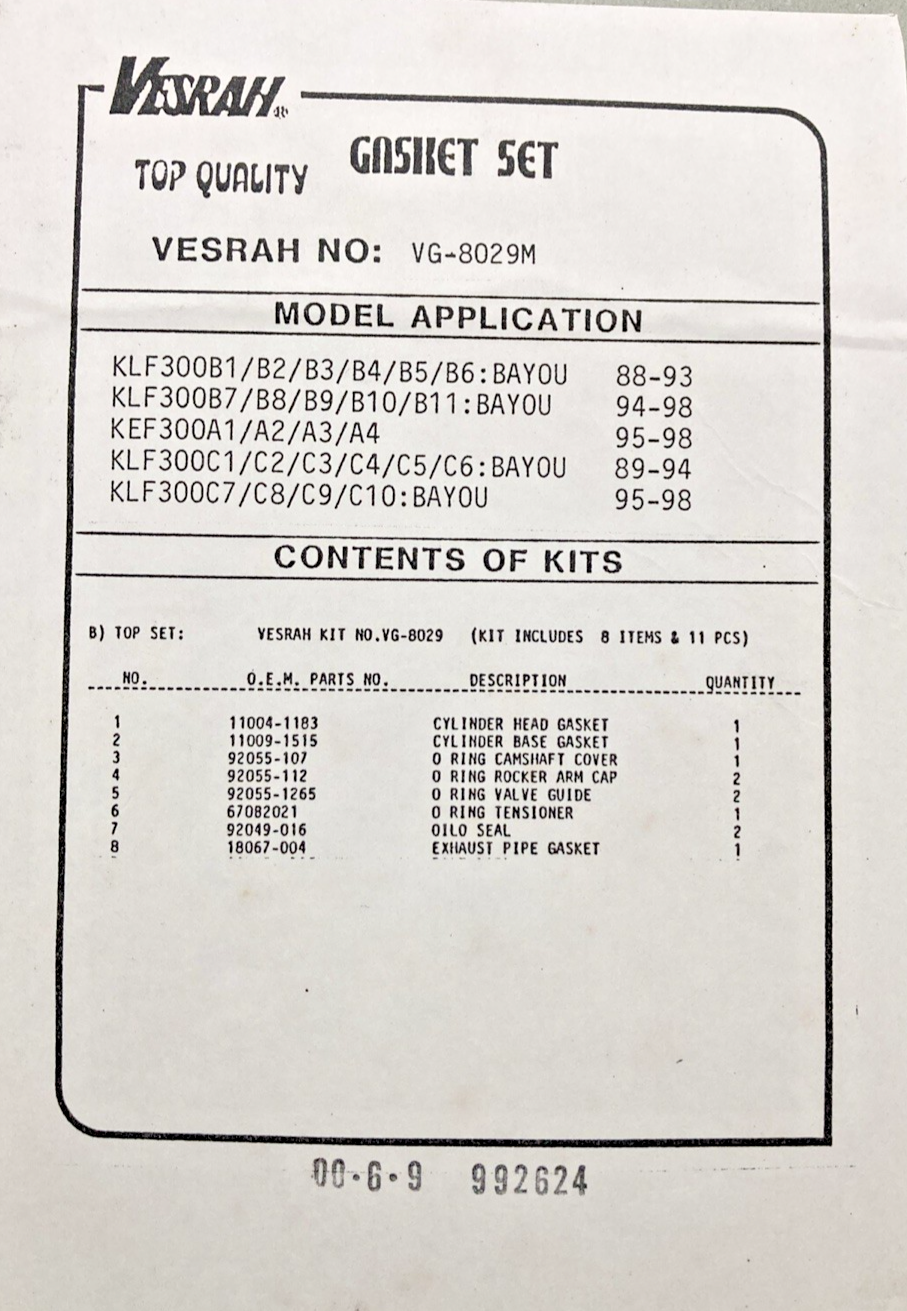 VESRAH®
GASKET SET
TOP QUALITY
VESRAH NO: VG-8029M
MODEL APPLICATION
KLF300B1/B2/B3/B4/B5/B6:BAYOU 88-93
KLF300B7/B8/B9/B10/B11:BAYOU 94-98
KEF300A1/A2/A3/A4 95-98
KLF300C1/C2/C3/C4/C5/C6:BAYOU 89-94
KLF300C7/C8/C9/C10:BAYOU 95-98
CONTENTS OF KITS
B) TOP SET: VESRAH KIT NO.VG-8029 (KIT INCLUDES 8 ITEMS & 11 PCS)
NO. O.E.M. PARTS NO. DESCRIPTION QUANTITY
1 11004-1183 CYLINDER HEAD GASKET 1
2 11009-1515 CYLINDER BASE GASKET 1
3 92055-107 O RING CAMSHAFT COVER 1
4 92055-112 O RING ROCKER ARM CAP 2
5 92055-1265 O RING VALVE GUIDE 2
6 67082021 O RING TENSIONER 1
7 92049-016 OILO SEAL 2
8 18067-004 EXHAUST PIPE GASKET 1
00·6·9 992624